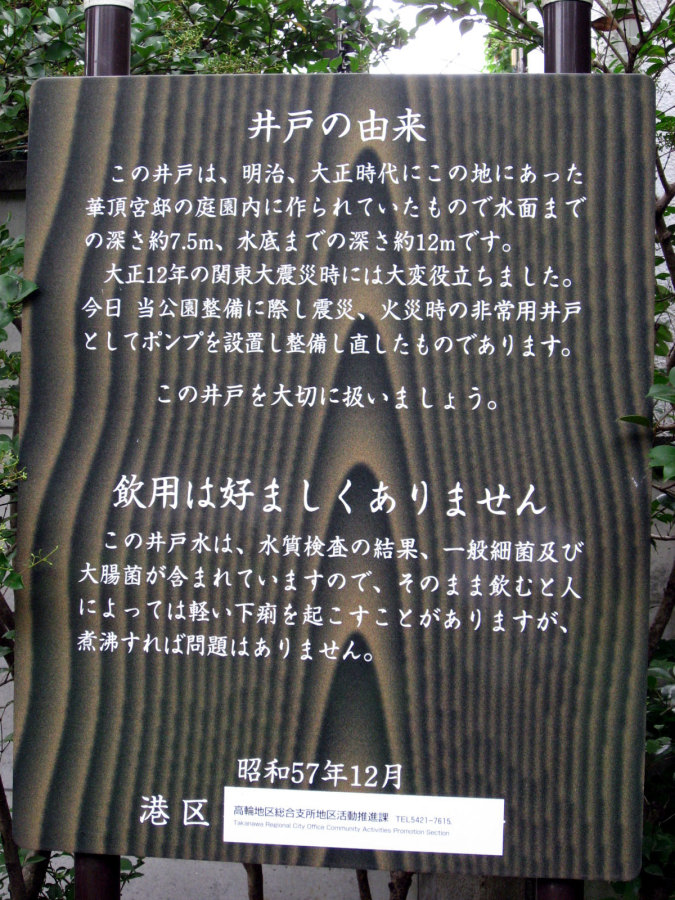 井戸の由来
この井戸は、明治、大正時代にこの地にあった
華頂宮邸の庭園内に作られていたもので水面まで
の深さ約7.5m、水底までの深さ約12mです。
大正12年の関東大震災時には大変役立ちました。
今日 当公園整備に際し震災、火災時の非常用井戸
としてポンプを設置し整備し直したものであります。
この井戸を大切に扱いましょう。
飲用は好ましくありません
この井戸水は、水質検査の結果、一般細菌及び
大腸菌が含まれていますので、そのまま飲むと人
によっては軽い下痢を起こすことがありますが、
煮沸すれば問題はありません。
昭和57年12月
港区
高輪地区総合支所地区活動推進課 TEL5421-7615
Takanawa Regional City Office Community Activities Promotion Section